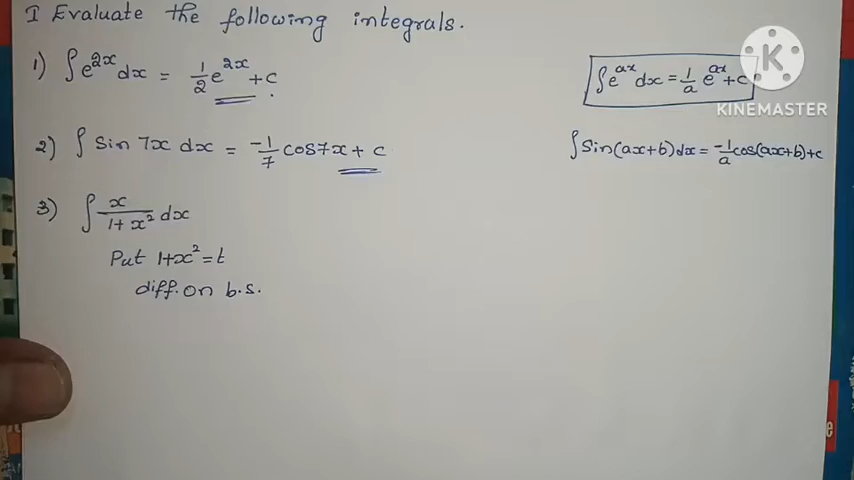 I Evaluate the following integrals.
1) ∫e^{2x}dx = 1/2 e^{2x}+c
∫e^{ax}dx = 1/a e^{ax}+c
KINEMASTER
2) ∫ Sin 7x dx = -1/7 cos7x + c
∫Sin(ax+b)dx = -1/a cos(ax+b)+c
3) ∫ x/(1+x²) dx
Put 1+x² = t
diff. on b.s.